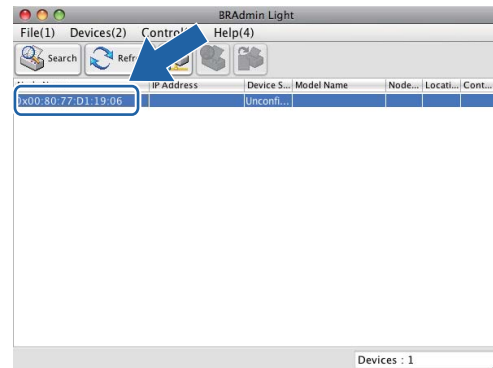 BRAdmin Light
File(1) Devices(2) Help(4)
Search
IP Address Device S... Model Name Node... Locati... Cont...
0x00:80:77:D1:19:06 Unconfi...
Devices : 1